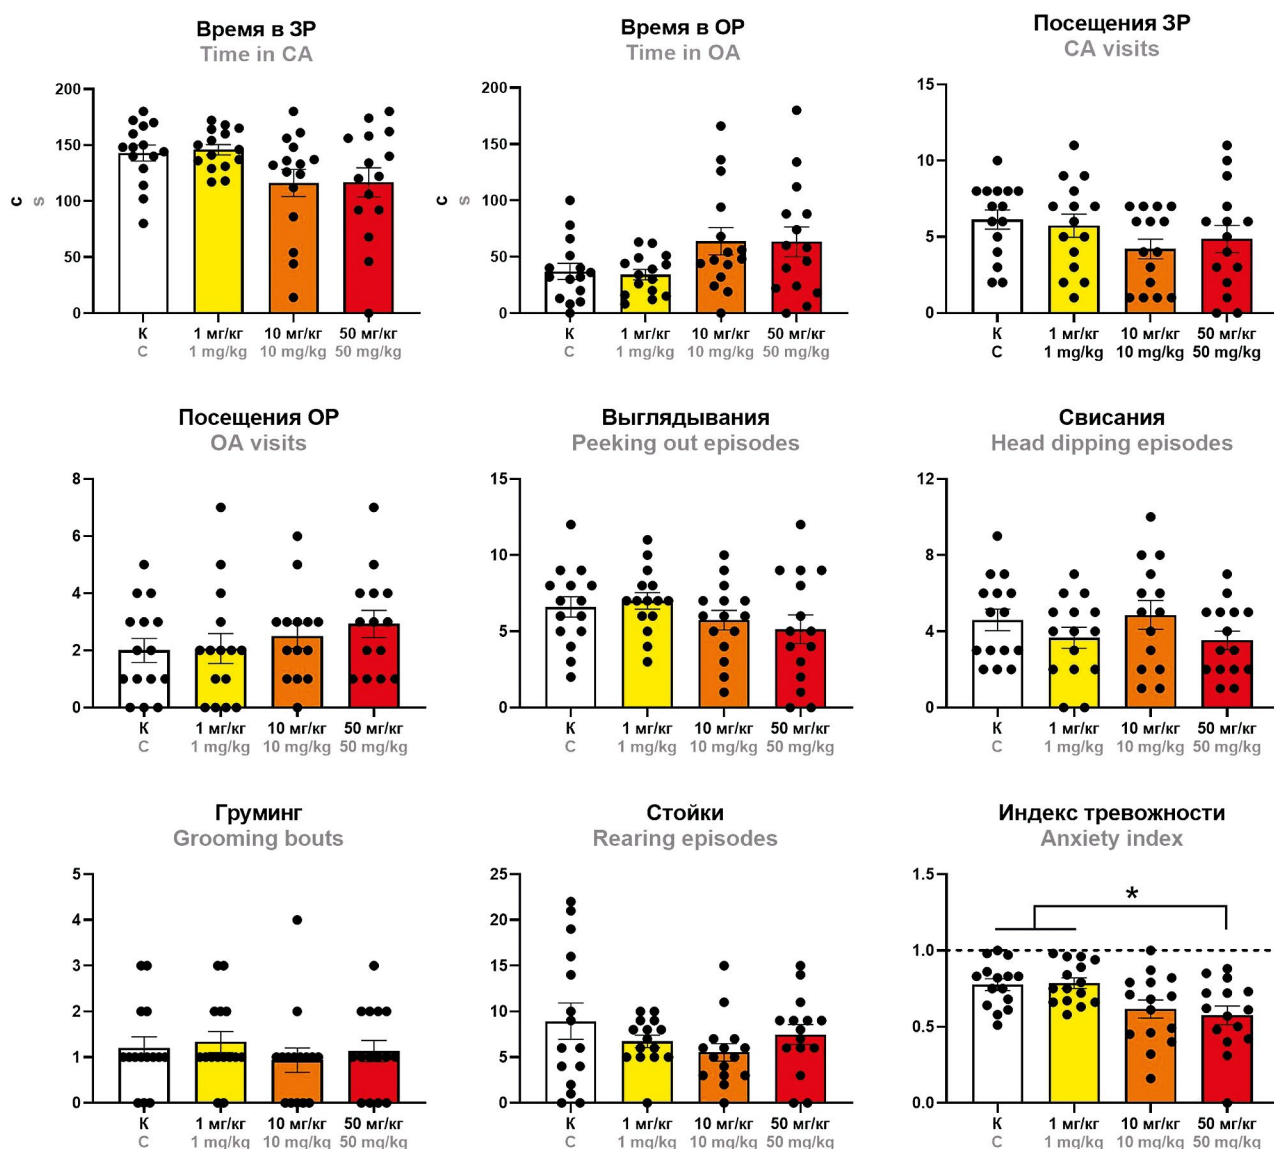 Время в ЗР
Time in CA
200
150
100
50
0
с
s
К
1 мг/кг
10 мг/кг
50 мг/кг
C
1 mg/kg
10 mg/kg
50 mg/kg
Время в ОР
Time in OA
200
150
100
50
0
с
s
К
1 мг/кг
10 мг/кг
50 мг/кг
C
1 mg/kg
10 mg/kg
50 mg/kg
Посещения ЗР
CA visits
15
10
5
0
К
1 мг/кг
10 мг/кг
50 мг/кг
C
1 mg/kg
10 mg/kg
50 mg/kg
Посещения ОР
OA visits
8
6
4
2
0
К
1 мг/кг
10 мг/кг
50 мг/кг
C
1 mg/kg
10 mg/kg
50 mg/kg
Выглядывания
Peeking out episodes
15
10
5
0
К
1 мг/кг
10 мг/кг
50 мг/кг
C
1 mg/kg
10 mg/kg
50 mg/kg
Свисания
Head dipping episodes
12
8
4
0
К
1 мг/кг
10 мг/кг
50 мг/кг
C
1 mg/kg
10 mg/kg
50 mg/kg
Груминг
Grooming bouts
5
4
3
2
1
0
К
1 мг/кг
10 мг/кг
50 мг/кг
C
1 mg/kg
10 mg/kg
50 mg/kg
Стойки
Rearing episodes
25
20
15
10
5
0
К
1 мг/кг
10 мг/кг
50 мг/кг
C
1 mg/kg
10 mg/kg
50 mg/kg
Индекс тревожности
Anxiety index
1.5
1.0
0.5
0.0
*
К
1 мг/кг
10 мг/кг
50 мг/кг
C
1 mg/kg
10 mg/kg
50 mg/kg